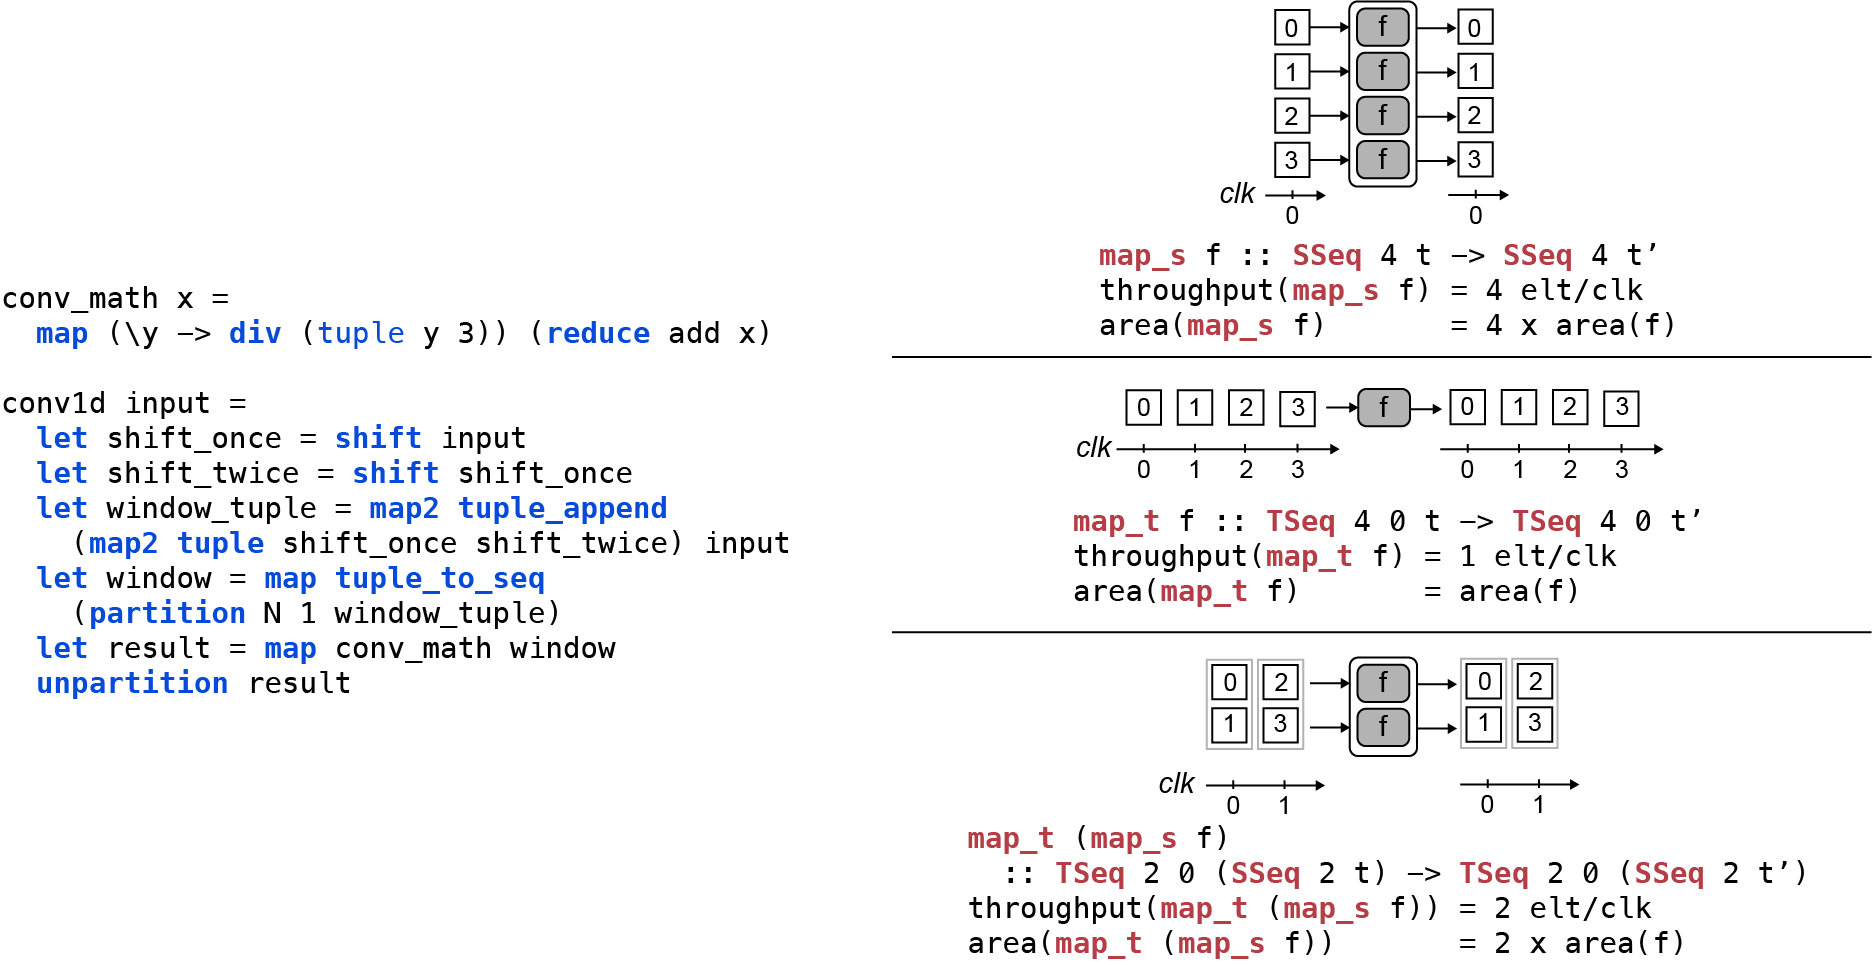 conv_math x =
map (\y —> div (tuple y 3)) (reduce add x)
conv1d input =
let shift_once = shift input
let shift_twice = shift shift_once
let window_tuple = map2 tuple_append
(map2 tuple shift_once shift_twice) input
let window = map tuple_to_seq
(partition N 1 window_tuple)
let result = map conv_math window
unpartition result
0 f 0
1 f 1
2 f 2
3 f 3
clk
0 0
map_s f :: SSeq 4 t —> SSeq 4 t’
throughput(map_s f) = 4 elt/clk
area(map_s f) = 4 x area(f)
0 1 2 3 f 0 1 2 3
clk
0 1 2 3 0 1 2 3
map_t f :: TSeq 4 0 t —> TSeq 4 0 t’
throughput(map_t f) = 1 elt/clk
area(map_t f) = area(f)
0 2 f 0 2
1 3 f 1 3
clk
0 1 0 1
map_t (map_s f)
:: TSeq 2 0 (SSeq 2 t) —> TSeq 2 0 (SSeq 2 t’)
throughput(map_t (map_s f)) = 2 elt/clk
area(map_t (map_s f)) = 2 x area(f)